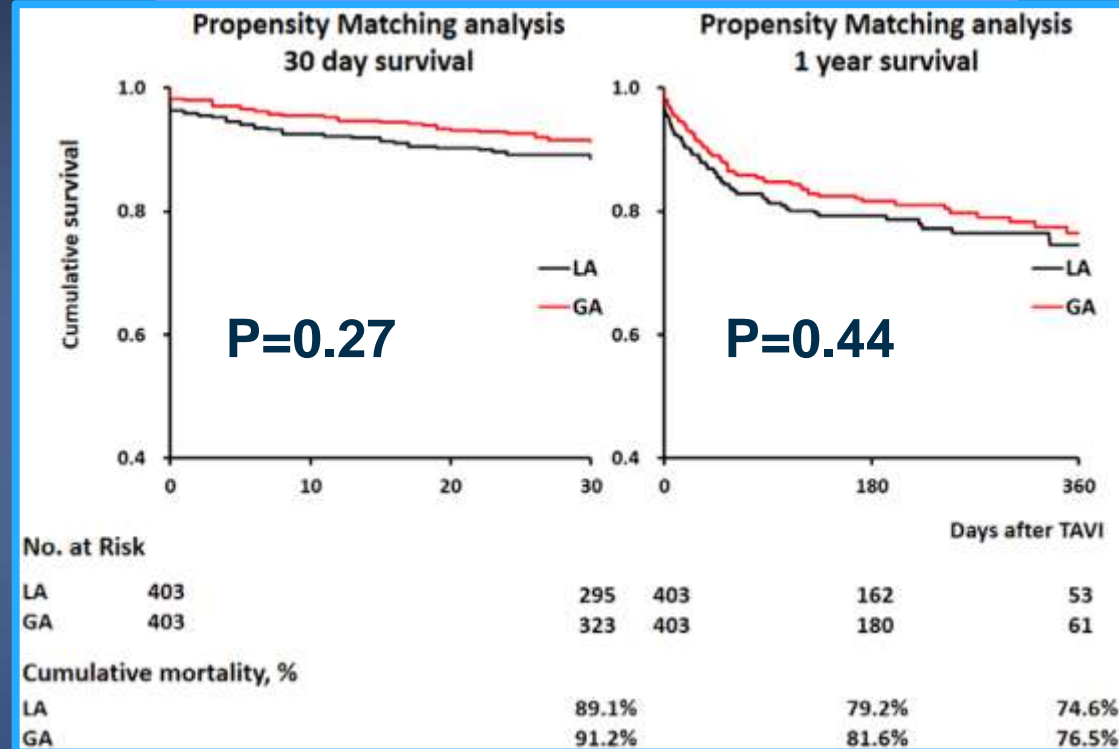 Propensity Matching analysis
30 day survival
Propensity Matching analysis
1 year survival
Cumulative survival
1.0
0.8
0.6
0.4
0
10
20
30
LA
GA
P=0.27
1.0
0.8
0.6
0.4
0
180
360
LA
GA
P=0.44
Days after TAVI
No. at Risk
LA 403 295 403 162 53
GA 403 323 403 180 61
Cumulative mortality, %
LA 89.1% 79.2% 74.6%
GA 91.2% 81.6% 76.5%